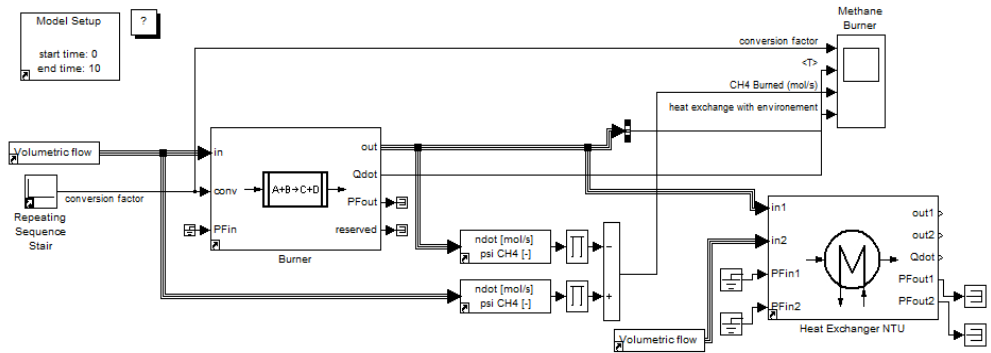 Model Setup
start time: 0
end time: 10
?
Methane
Burner
conversion factor
<T>
CH4 Burned (mol/s)
heat exchange with environement
Volumetric flow
in
conv
PFin
A+B→C+D
out
Qdot
PFout
reserved
Burner
conversion factor
Repeating
Sequence
Stair
ndot [mol/s]
psi CH4 [-]
−
ndot [mol/s]
psi CH4 [-]
+
Volumetric flow
in1
in2
PFin1
PFin2
out1
out2
Qdot
PFout1
PFout2
Heat Exchanger NTU